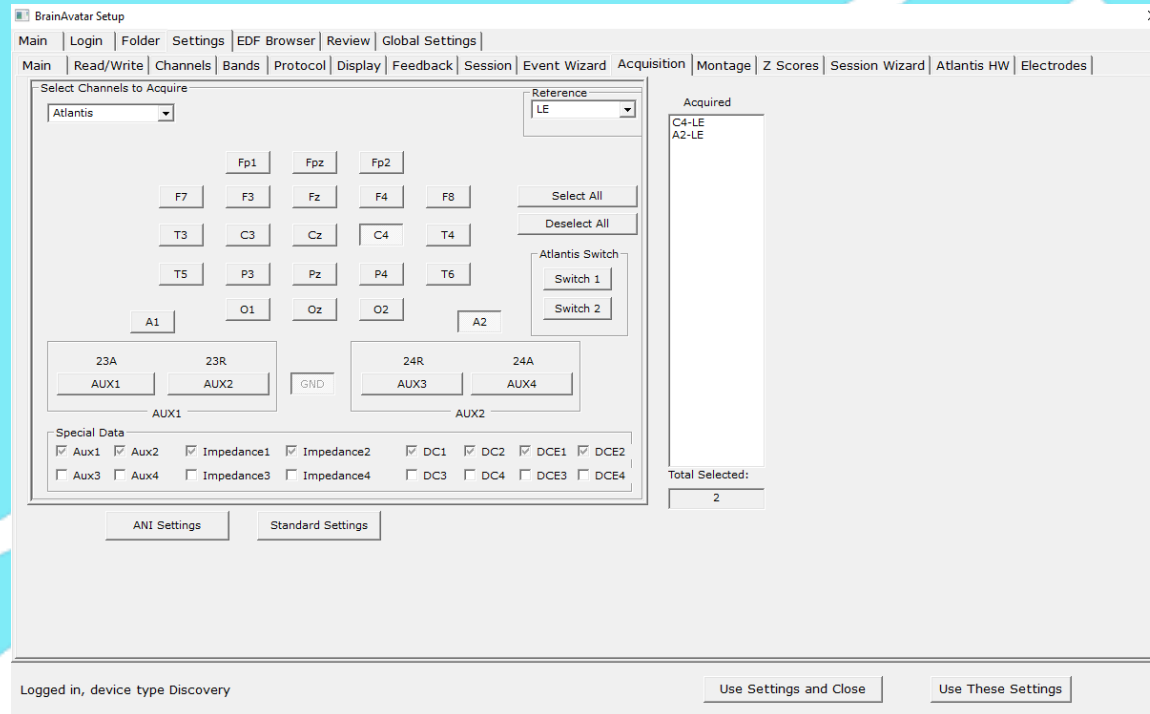 BrainAvatar Setup
Main Login Folder Settings EDF Browser Review Global Settings
Main Read/Write Channels Bands Protocol Display Feedback Session Event Wizard Acquisition Montage Z Scores Session Wizard Atlantis HW Electrodes
Select Channels to Acquire
Atlantis
Reference
LE
Fp1 Fpz Fp2
F7 F3 Fz F4 F8
T3 C3 Cz C4 T4
T5 P3 Pz P4 T6
O1 Oz O2
A1 A2
Select All
Deselect All
Atlantis Switch
Switch 1
Switch 2
23A 23R 24R 24A
AUX1 AUX2 GND AUX3 AUX4
AUX1 AUX2
Special Data
Aux1 Aux2 Impedance1 Impedance2 DC1 DC2 DCE1 DCE2
Aux3 Aux4 Impedance3 Impedance4 DC3 DC4 DCE3 DCE4
ANI Settings Standard Settings
Acquired
C4-LE
A2-LE
Total Selected:
2
Logged in, device type Discovery
Use Settings and Close Use These Settings